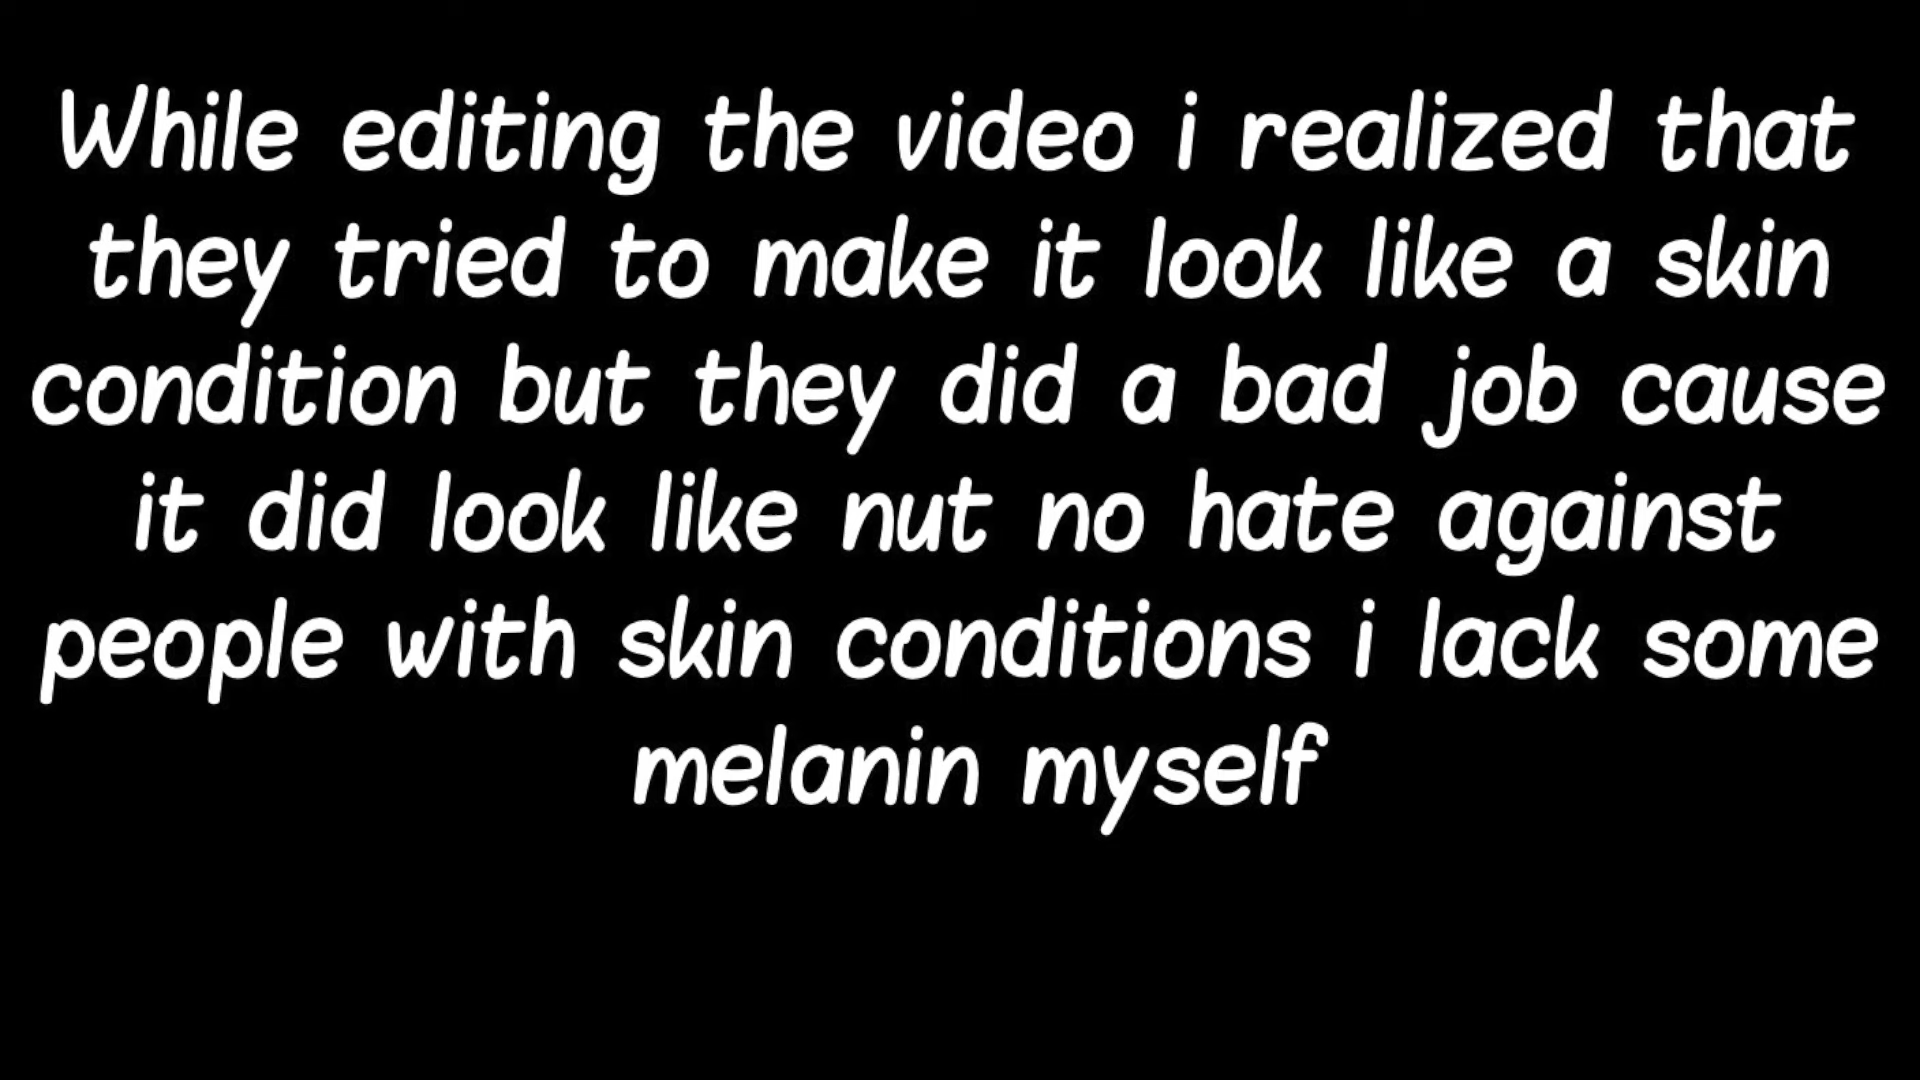 While editing the video i realized that
they tried to make it look like a skin
condition but they did a bad job cause
it did look like nut no hate against
people with skin conditions i lack some
melanin myself